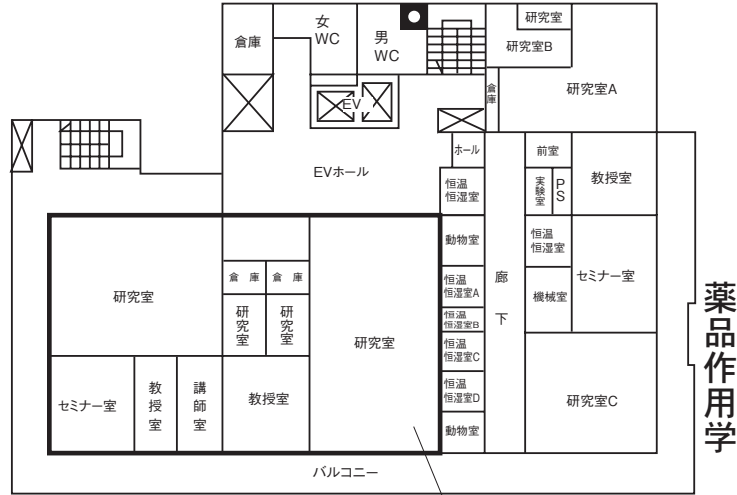 研究室
女
WC
男
WC
倉庫
研究室B
倉庫
研究室A
EV
ホール
前室
EVホール
恒温
恒湿室
実験室
PS
教授室
動物室
恒温
恒湿室
セミナー室
倉 庫
倉 庫
恒温
恒湿室A
廊下
機械室
研究室
研究室
研究室
恒温
恒湿室B
研究室
恒温
恒湿室C
セミナー室
教授室
講師室
教授室
恒温
恒湿室D
研究室C
動物室
バルコニー
薬品作用学